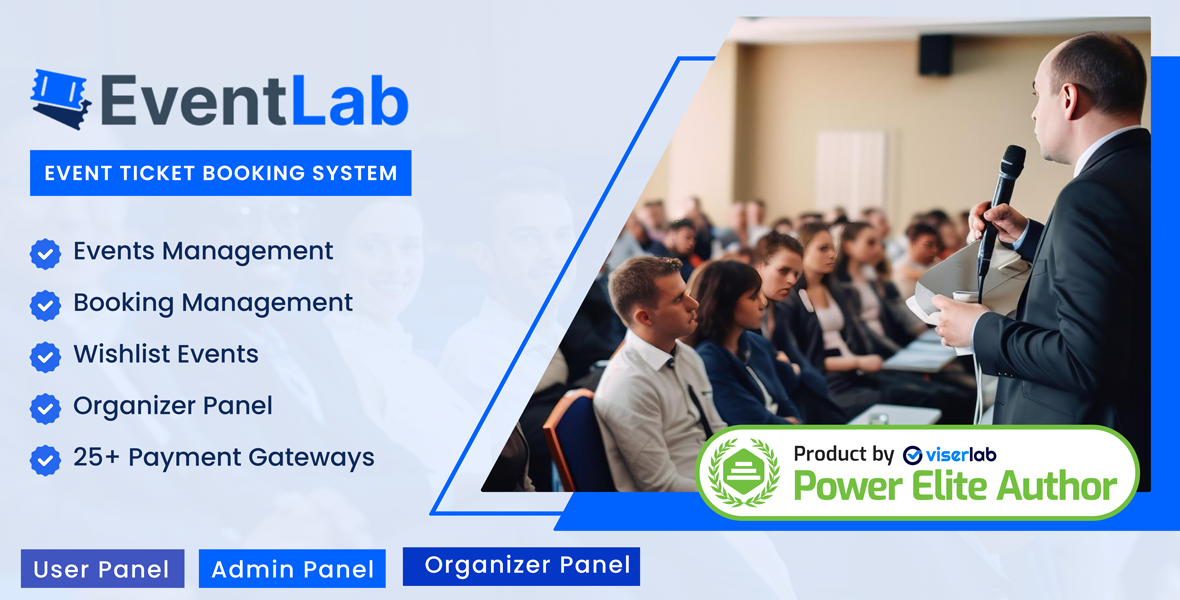 EventLab
EVENT TICKET BOOKING SYSTEM
Events Management
Booking Management
Wishlist Events
Organizer Panel
25+ Payment Gateways
Product by viserlab
Power Elite Author
User Panel
Admin Panel
Organizer Panel